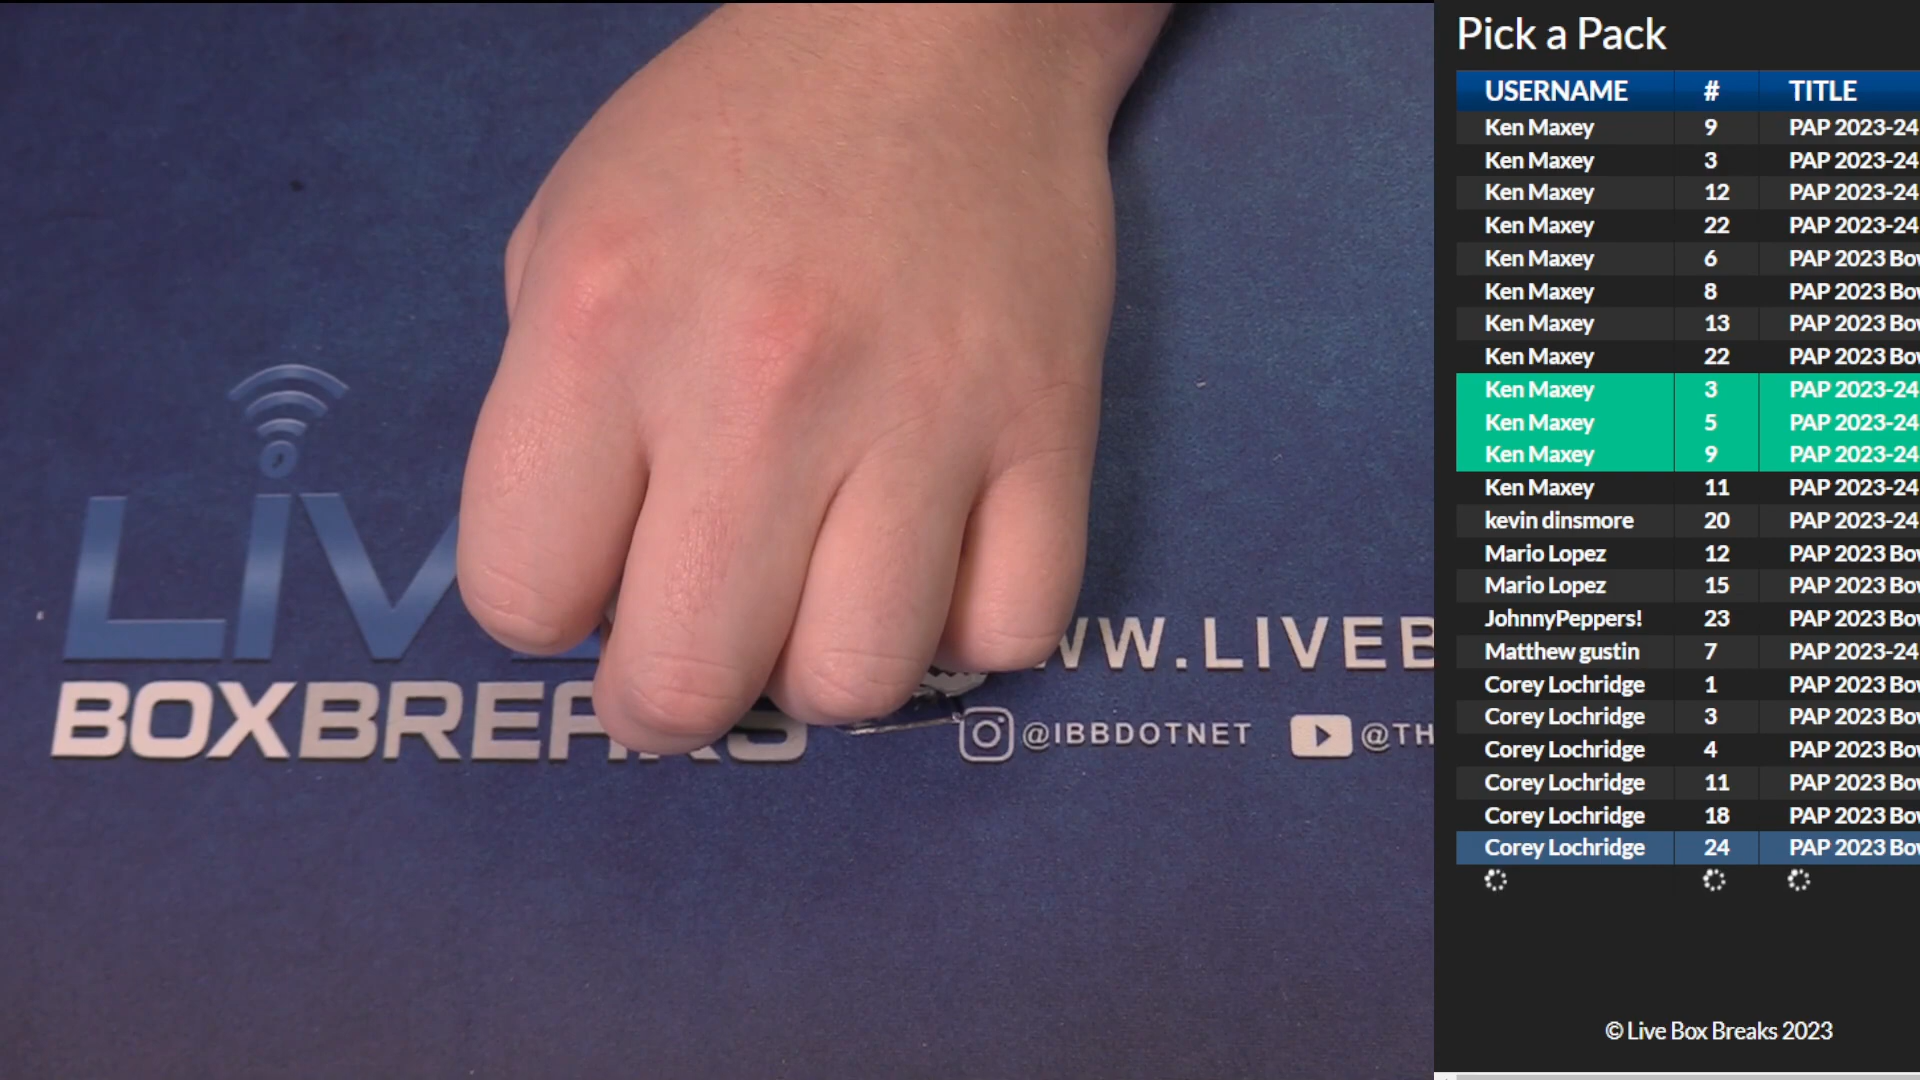 Pick a Pack
USERNAME # TITLE
Ken Maxey 9 PAP 2023-24
Ken Maxey 3 PAP 2023-24
Ken Maxey 12 PAP 2023-24
Ken Maxey 22 PAP 2023-24
Ken Maxey 6 PAP 2023
Ken Maxey 8 PAP 2023
Ken Maxey 13 PAP 2023
Ken Maxey 22 PAP 2023
Ken Maxey 3 PAP 2023-24
Ken Maxey 5 PAP 2023-24
Ken Maxey 9 PAP 2023-24
Ken Maxey 11 PAP 2023-24
kevin dinsmore 20 PAP 2023-24
Mario Lopez 12 PAP 2023
Mario Lopez 15 PAP 2023
JohnnyPeppers! 23 PAP 2023
Matthew gustin 7 PAP 2023-24
Corey Lochridge 1 PAP 2023
Corey Lochridge 3 PAP 2023
Corey Lochridge 4 PAP 2023
Corey Lochridge 11 PAP 2023
Corey Lochridge 18 PAP 2023
Corey Lochridge 24 PAP 2023
© Live Box Breaks 2023
@IBBDOTNET